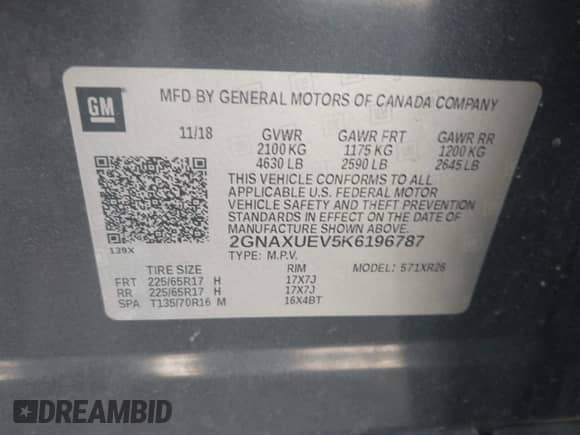 GM
MFD BY GENERAL MOTORS OF CANADA COMPANY
11/18 GVWR GAWR FRT GAWR RR
2100 KG 1175 KG 1200 KG
4630 LB 2590 LB 2645 LB
THIS VEHICLE CONFORMS TO ALL
APPLICABLE U.S. FEDERAL MOTOR
VEHICLE SAFETY AND THEFT PREVENTION
STANDARDS IN EFFECT ON THE DATE OF
MANUFACTURE SHOWN ABOVE.
139X 2GNAXUEV5K6196787
TYPE: M.P.V.
TIRE SIZE RIM MODEL: 571XR26
FRT 225/65R17 H 17X7J
RR 225/65R17 H 17X7J
SPA T135/70R16 M 16X4BT
DREAMBID